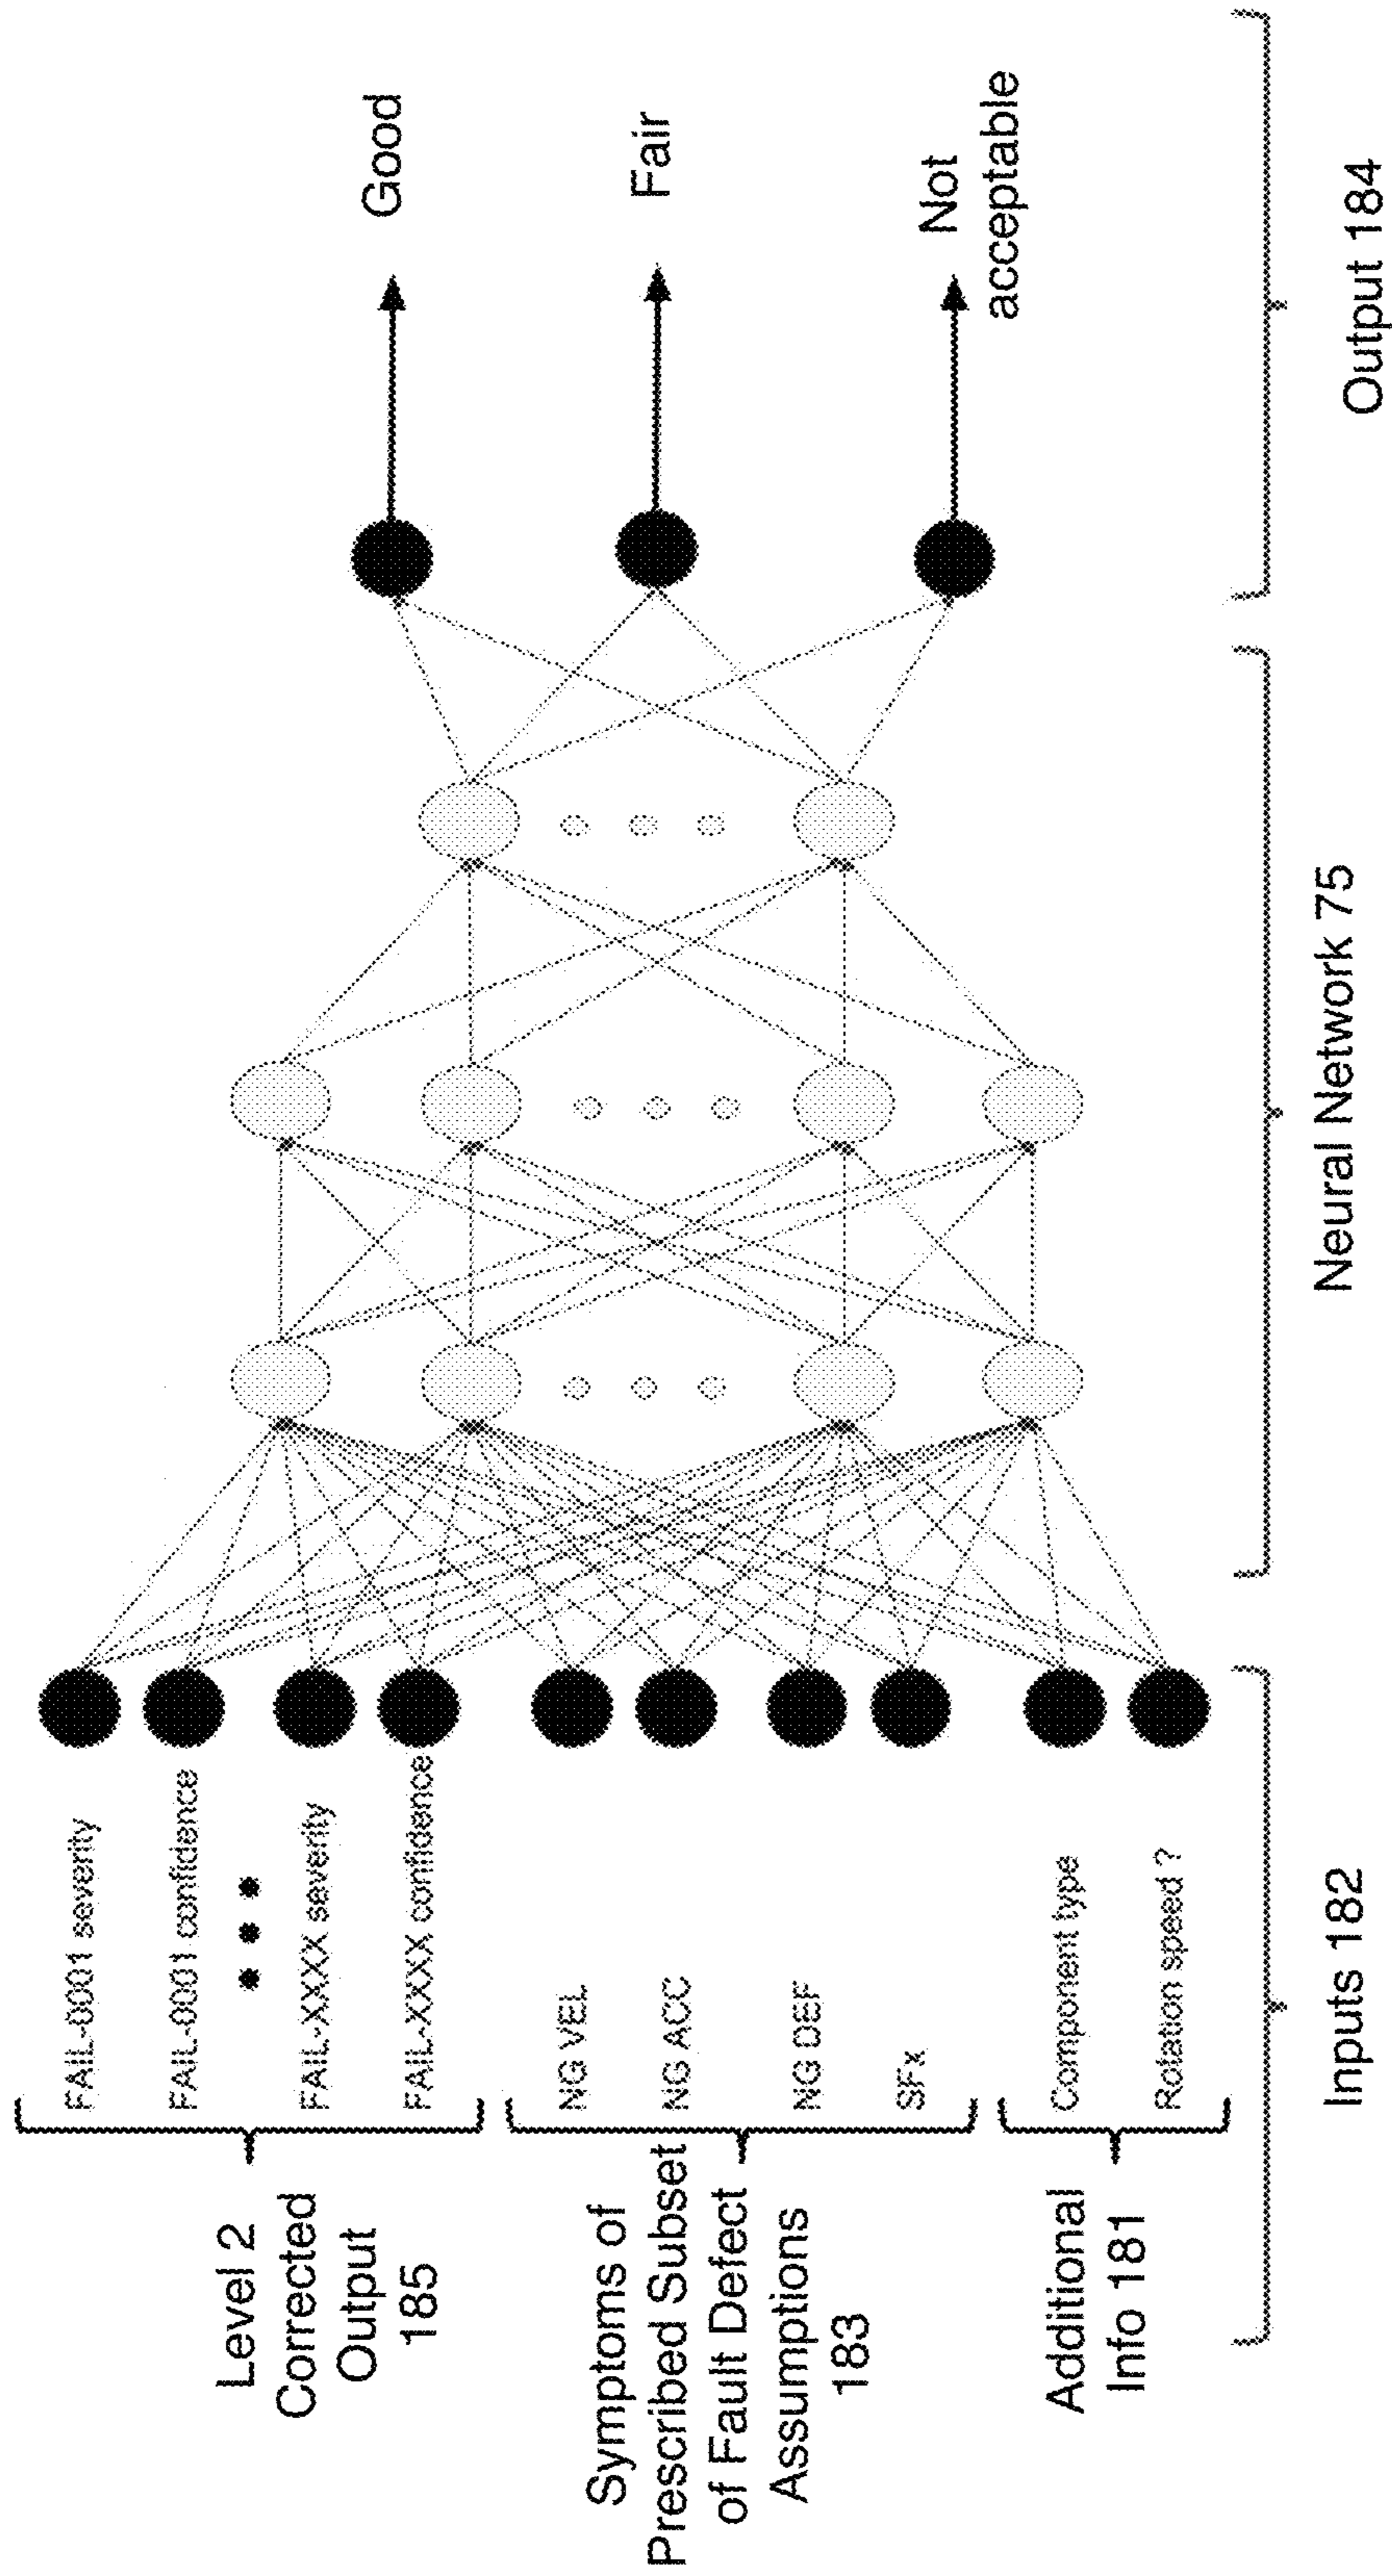 Level 2
Corrected
Output
185
FAIL-0001 severity
FAIL-0001 confidence
FAIL-XXXX severity
FAIL-XXXX confidence
Symptoms of
Prescribed Subset
of Fault Defect
Assumptions
183
NG VEL
NG ACC
NG DEF
SFx
Additional
Info 181
Component type
Rotation speed ?
Good
Fair
Not
acceptable
Inputs 182
Neural Network 75
Output 184